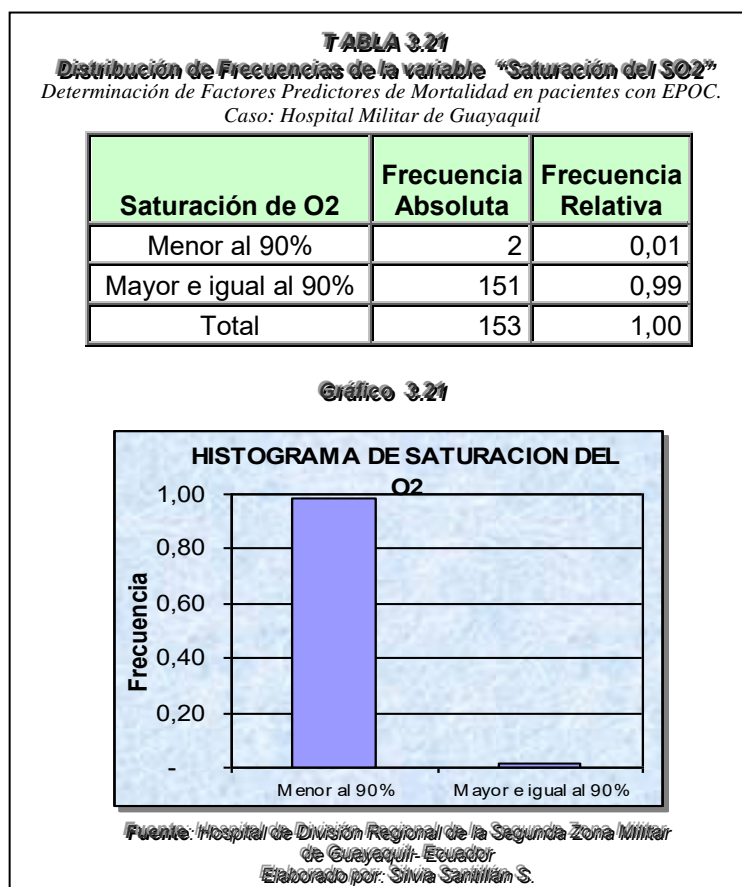 TABLA 3.21
Distribución de Frecuencias de la variable “Saturación del SO2”
Determinación de Factores Predictores de Mortalidad en pacientes con EPOC.
Caso: Hospital Militar de Guayaquil
Saturación de O2 Frecuencia Absoluta Frecuencia Relativa
Menor al 90% 2 0,01
Mayor e igual al 90% 151 0,99
Total 153 1,00
Gráfico 3.21
HISTOGRAMA DE SATURACION DEL
O2
Frecuencia
1,00
0,80
0,60
0,40
0,20
-
Menor al 90% Mayor e igual al 90%
Fuente: Hospital de División Regional de la Segunda Zona Militar
de Guayaquil- Ecuador
Elaborado por: Silvia Santillán S.